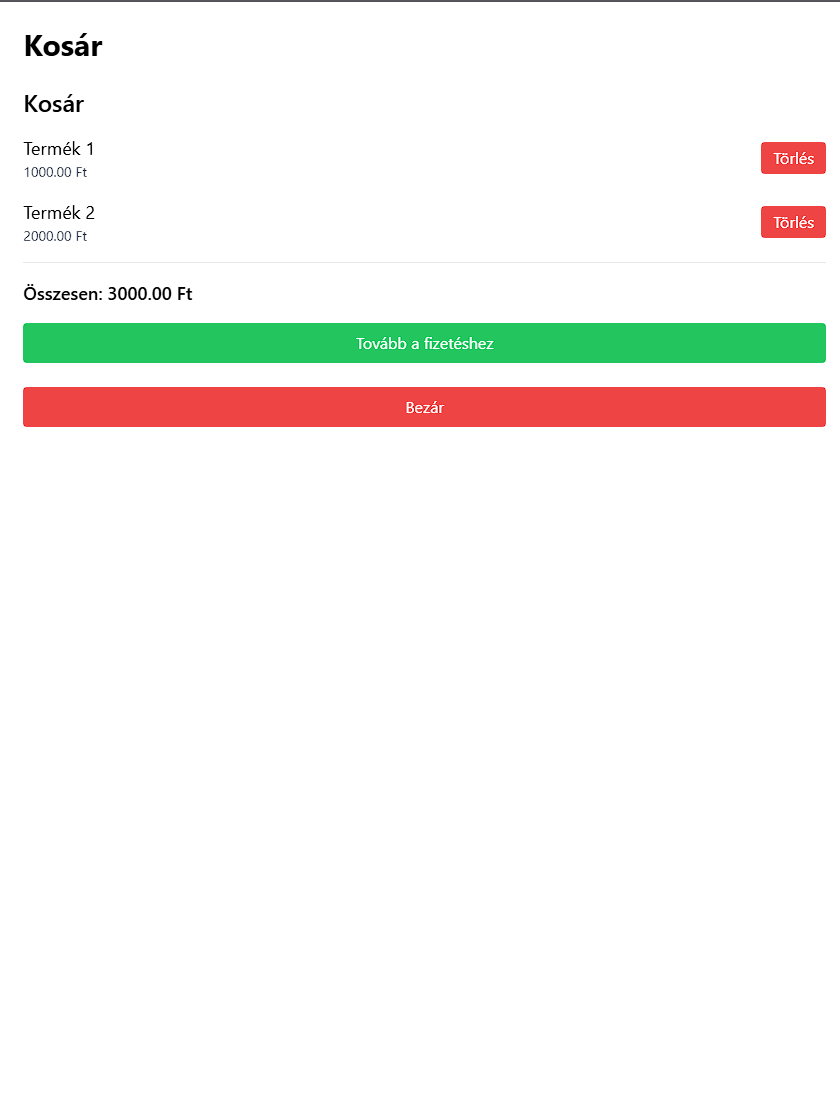 Kosár
Kosár
Termék 1
1000.00 Ft
Törlés
Termék 2
2000.00 Ft
Törlés
Összesen: 3000.00 Ft
Tovább a fizetéshez
Bezár